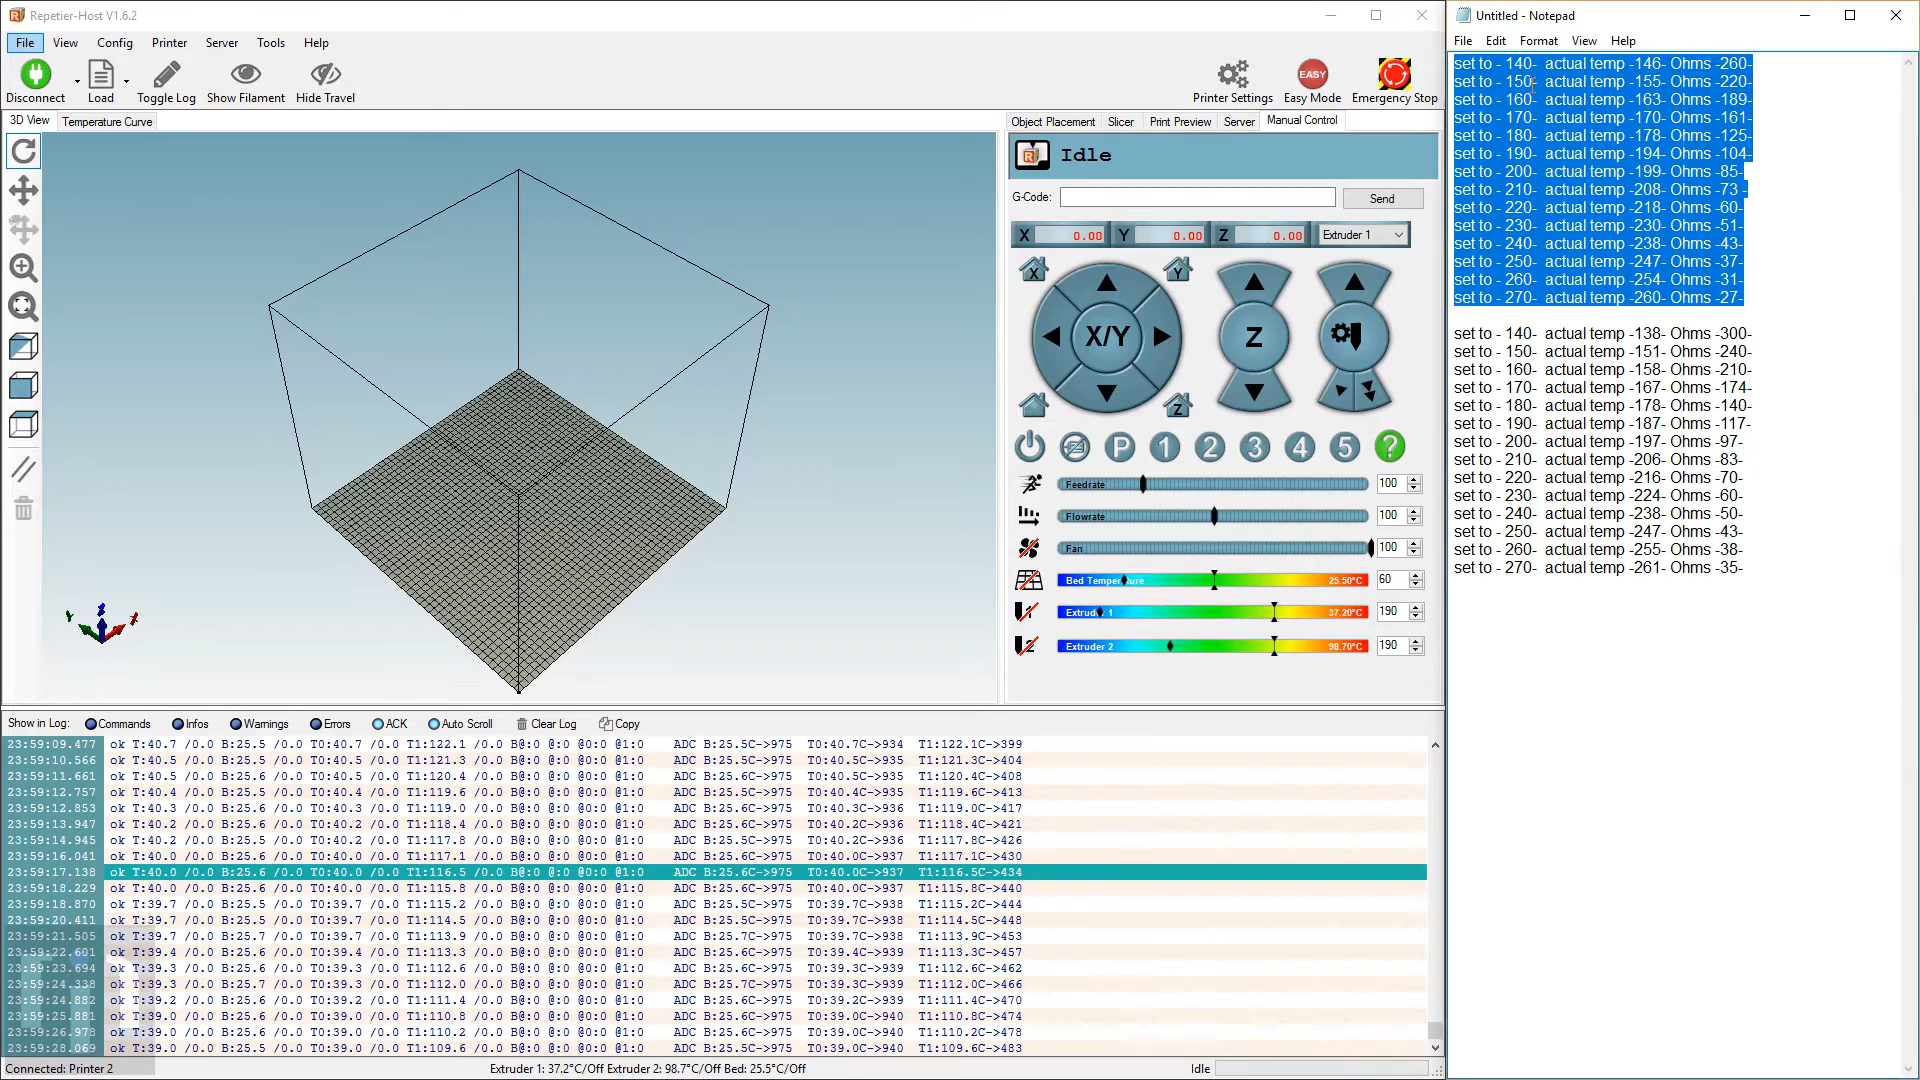 Repetier-Host V1.6.2
File View Config Printer Server Tools Help
Disconnect Load Toggle Log Show Filament Hide Travel Printer Settings Easy Mode Emergency Stop
EASY
3D View Temperature Curve
Object Placement Slicer Print Preview Server Manual Control
Idle
G-Code: Send
X 0.00 Y 0.00 Z 0.00 Extruder 1
X Y
X/Y Z
Z
P 1 2 3 4 5 ?
Feedrate 100
Flowrate 100
Fan 100
Bed Temperature 25.50°C 60
Extruder 1 37.20°C 190
Extruder 2 98.70°C 190
Show in Log: Commands Infos Warnings Errors ACK Auto Scroll Clear Log Copy
23:59:09.477 ok T:40.7 /0.0 B:25.5 /0.0 T0:40.7 /0.0 T1:122.1 /0.0 B@:0 @:0 @0:0 @1:0 ADC B:25.5C->975 T0:40.7C->934 T1:122.1C->399
23:59:10.566 ok T:40.5 /0.0 B:25.5 /0.0 T0:40.5 /0.0 T1:121.3 /0.0 B@:0 @:0 @0:0 @1:0 ADC B:25.5C->975 T0:40.5C->935 T1:121.3C->404
23:59:11.661 ok T:40.5 /0.0 B:25.6 /0.0 T0:40.5 /0.0 T1:120.4 /0.0 B@:0 @:0 @0:0 @1:0 ADC B:25.6C->975 T0:40.5C->935 T1:120.4C->408
23:59:12.757 ok T:40.4 /0.0 B:25.6 /0.0 T0:40.4 /0.0 T1:119.6 /0.0 B@:0 @:0 @0:0 @1:0 ADC B:25.6C->975 T0:40.4C->935 T1:119.6C->413
23:59:12.853 ok T:40.3 /0.0 B:25.6 /0.0 T0:40.3 /0.0 T1:119.0 /0.0 B@:0 @:0 @0:0 @1:0 ADC B:25.6C->975 T0:40.3C->936 T1:119.0C->417
23:59:13.947 ok T:40.2 /0.0 B:25.6 /0.0 T0:40.2 /0.0 T1:118.4 /0.0 B@:0 @:0 @0:0 @1:0 ADC B:25.6C->975 T0:40.2C->936 T1:118.4C->421
23:59:14.945 ok T:40.2 /0.0 B:25.5 /0.0 T0:40.2 /0.0 T1:117.8 /0.0 B@:0 @:0 @0:0 @1:0 ADC B:25.5C->975 T0:40.2C->936 T1:117.8C->426
23:59:16.041 ok T:40.0 /0.0 B:25.6 /0.0 T0:40.0 /0.0 T1:117.1 /0.0 B@:0 @:0 @0:0 @1:0 ADC B:25.6C->975 T0:40.0C->937 T1:117.1C->430
23:59:17.138 ok T:40.0 /0.0 B:25.6 /0.0 T0:40.0 /0.0 T1:116.5 /0.0 B@:0 @:0 @0:0 @1:0 ADC B:25.6C->975 T0:40.0C->937 T1:116.5C->434
23:59:18.229 ok T:40.0 /0.0 B:25.6 /0.0 T0:40.0 /0.0 T1:115.8 /0.0 B@:0 @:0 @0:0 @1:0 ADC B:25.6C->975 T0:40.0C->937 T1:115.8C->440
23:59:18.870 ok T:39.7 /0.0 B:25.6 /0.0 T0:39.7 /0.0 T1:115.2 /0.0 B@:0 @:0 @0:0 @1:0 ADC B:25.6C->975 T0:39.7C->938 T1:115.2C->444
23:59:20.411 ok T:39.7 /0.0 B:25.6 /0.0 T0:39.7 /0.0 T1:114.5 /0.0 B@:0 @:0 @0:0 @1:0 ADC B:25.6C->975 T0:39.7C->938 T1:114.5C->448
23:59:21.505 ok T:39.7 /0.0 B:25.7 /0.0 T0:39.7 /0.0 T1:113.9 /0.0 B@:0 @:0 @0:0 @1:0 ADC B:25.7C->975 T0:39.7C->938 T1:113.9C->453
23:59:22.601 ok T:39.4 /0.0 B:25.6 /0.0 T0:39.4 /0.0 T1:113.3 /0.0 B@:0 @:0 @0:0 @1:0 ADC B:25.6C->975 T0:39.4C->939 T1:113.3C->457
23:59:23.694 ok T:39.3 /0.0 B:25.6 /0.0 T0:39.3 /0.0 T1:112.6 /0.0 B@:0 @:0 @0:0 @1:0 ADC B:25.6C->975 T0:39.3C->939 T1:112.6C->462
23:59:24.338 ok T:39.3 /0.0 B:25.7 /0.0 T0:39.3 /0.0 T1:112.0 /0.0 B@:0 @:0 @0:0 @1:0 ADC B:25.7C->975 T0:39.3C->939 T1:112.0C->466
23:59:24.882 ok T:39.2 /0.0 B:25.6 /0.0 T0:39.2 /0.0 T1:111.4 /0.0 B@:0 @:0 @0:0 @1:0 ADC B:25.6C->975 T0:39.2C->939 T1:111.4C->470
23:59:25.881 ok T:39.0 /0.0 B:25.6 /0.0 T0:39.0 /0.0 T1:110.8 /0.0 B@:0 @:0 @0:0 @1:0 ADC B:25.6C->975 T0:39.0C->940 T1:110.8C->474
23:59:26.978 ok T:39.0 /0.0 B:25.5 /0.0 T0:39.0 /0.0 T1:110.2 /0.0 B@:0 @:0 @0:0 @1:0 ADC B:25.5C->975 T0:39.0C->940 T1:110.2C->478
23:59:28.069 ok T:39.0 /0.0 B:25.5 /0.0 T0:39.0 /0.0 T1:109.6 /0.0 B@:0 @:0 @0:0 @1:0 ADC B:25.5C->975 T0:39.0C->940 T1:109.6C->483
Connected: Printer 2 Extruder 1: 37.2°C/Off Extruder 2: 98.7°C/Off Bed: 25.5°C/Off Idle
Untitled - Notepad
File Edit Format View Help
set to - 140- actual temp -146- Ohms -260-
set to - 150- actual temp -155- Ohms -220-
set to - 160- actual temp -163- Ohms -189-
set to - 170- actual temp -170- Ohms -161-
set to - 180- actual temp -178- Ohms -125-
set to - 190- actual temp -194- Ohms -104-
set to - 200- actual temp -199- Ohms -85-
set to - 210- actual temp -208- Ohms -73 -
set to - 220- actual temp -218- Ohms -60-
set to - 230- actual temp -230- Ohms -51-
set to - 240- actual temp -238- Ohms -43-
set to - 250- actual temp -247- Ohms -37-
set to - 260- actual temp -254- Ohms -31-
set to - 270- actual temp -260- Ohms -27-
set to - 140- actual temp -138- Ohms -300-
set to - 150- actual temp -151- Ohms -240-
set to - 160- actual temp -158- Ohms -210-
set to - 170- actual temp -167- Ohms -174-
set to - 180- actual temp -178- Ohms -140-
set to - 190- actual temp -187- Ohms -117-
set to - 200- actual temp -197- Ohms -97-
set to - 210- actual temp -206- Ohms -83-
set to - 220- actual temp -216- Ohms -70-
set to - 230- actual temp -224- Ohms -60-
set to - 240- actual temp -238- Ohms -50-
set to - 250- actual temp -247- Ohms -43-
set to - 260- actual temp -255- Ohms -38-
set to - 270- actual temp -261- Ohms -35-